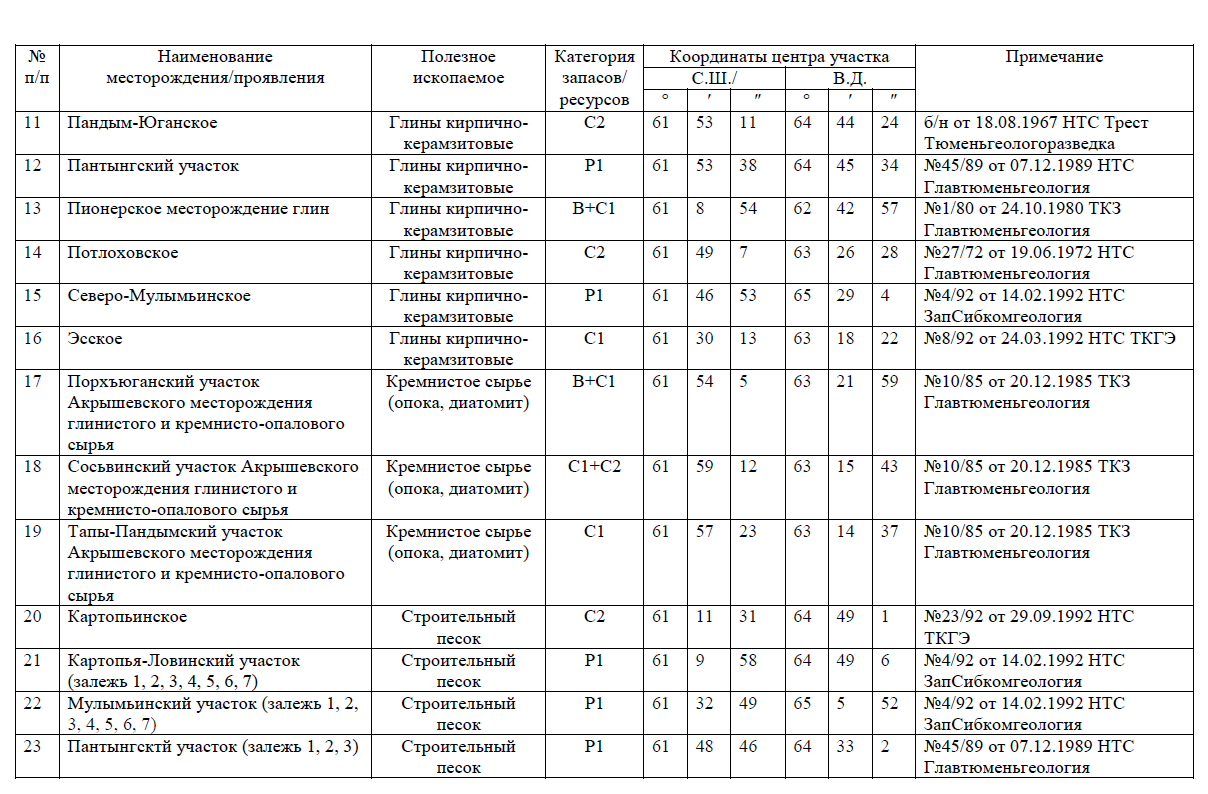 № Наименование Полезное Категория Координаты центра участка Примечание
п/п месторождения/проявления ископаемое запасов/ С.Ш./ В.Д.
ресурсов ° ′ ″ ° ′ ″
11 Пандым-Юганское Глины кирпично- С2 61 53 11 64 44 24 б/н от 18.08.1967 НТС Трест
керамзитовые Тюменьгеологоразведка
12 Пантынгский участок Глины кирпично- Р1 61 53 38 64 45 34 №45/89 от 07.12.1989 НТС
керамзитовые Главтюменьгеология
13 Пионерское месторождение глин Глины кирпично- В+С1 61 8 54 62 42 57 №1/80 от 24.10.1980 ТКЗ
керамзитовые Главтюменьгеология
14 Потлоховское Глины кирпично- С2 61 49 7 63 26 28 №27/72 от 19.06.1972 НТС
керамзитовые Главтюменьгеология
15 Северо-Мулымьинское Глины кирпично- Р1 61 46 53 65 29 4 №4/92 от 14.02.1992 НТС
керамзитовые ЗапСибкомгеология
16 Эсское Глины кирпично- С1 61 30 13 63 18 22 №8/92 от 24.03.1992 НТС ТКГЭ
керамзитовые
17 Порхъюганский участок Кремнистое сырье В+С1 61 54 5 63 21 59 №10/85 от 20.12.1985 ТКЗ
Акрышевского месторождения (опока, диатомит) Главтюменьгеология
глинистого и кремнисто-опалового
сырья
18 Сосьвинский участок Акрышевского Кремнистое сырье С1+С2 61 59 12 63 15 43 №10/85 от 20.12.1985 ТКЗ
месторождения глинистого и (опока, диатомит) Главтюменьгеология
кремнисто-опалового сырья
19 Тапы-Пандымский участок Кремнистое сырье С1 61 57 23 63 14 37 №10/85 от 20.12.1985 ТКЗ
Акрышевского месторождения (опока, диатомит) Главтюменьгеология
глинистого и кремнисто-опалового
сырья
20 Картопьинское Строительный С2 61 11 31 64 49 1 №23/92 от 29.09.1992 НТС
песок ТКГЭ
21 Картопья-Ловинский участок Строительный Р1 61 9 58 64 49 6 №4/92 от 14.02.1992 НТС
(залежь 1, 2, 3, 4, 5, 6, 7) песок ЗапСибкомгеология
22 Мулымьинский участок (залежь 1, 2, Строительный Р1 61 32 49 65 5 52 №4/92 от 14.02.1992 НТС
3, 4, 5, 6, 7) песок ЗапСибкомгеология
23 Пантынгсктй участок (залежь 1, 2, 3) Строительный Р1 61 48 46 64 33 2 №45/89 от 07.12.1989 НТС
песок Главтюменьгеология